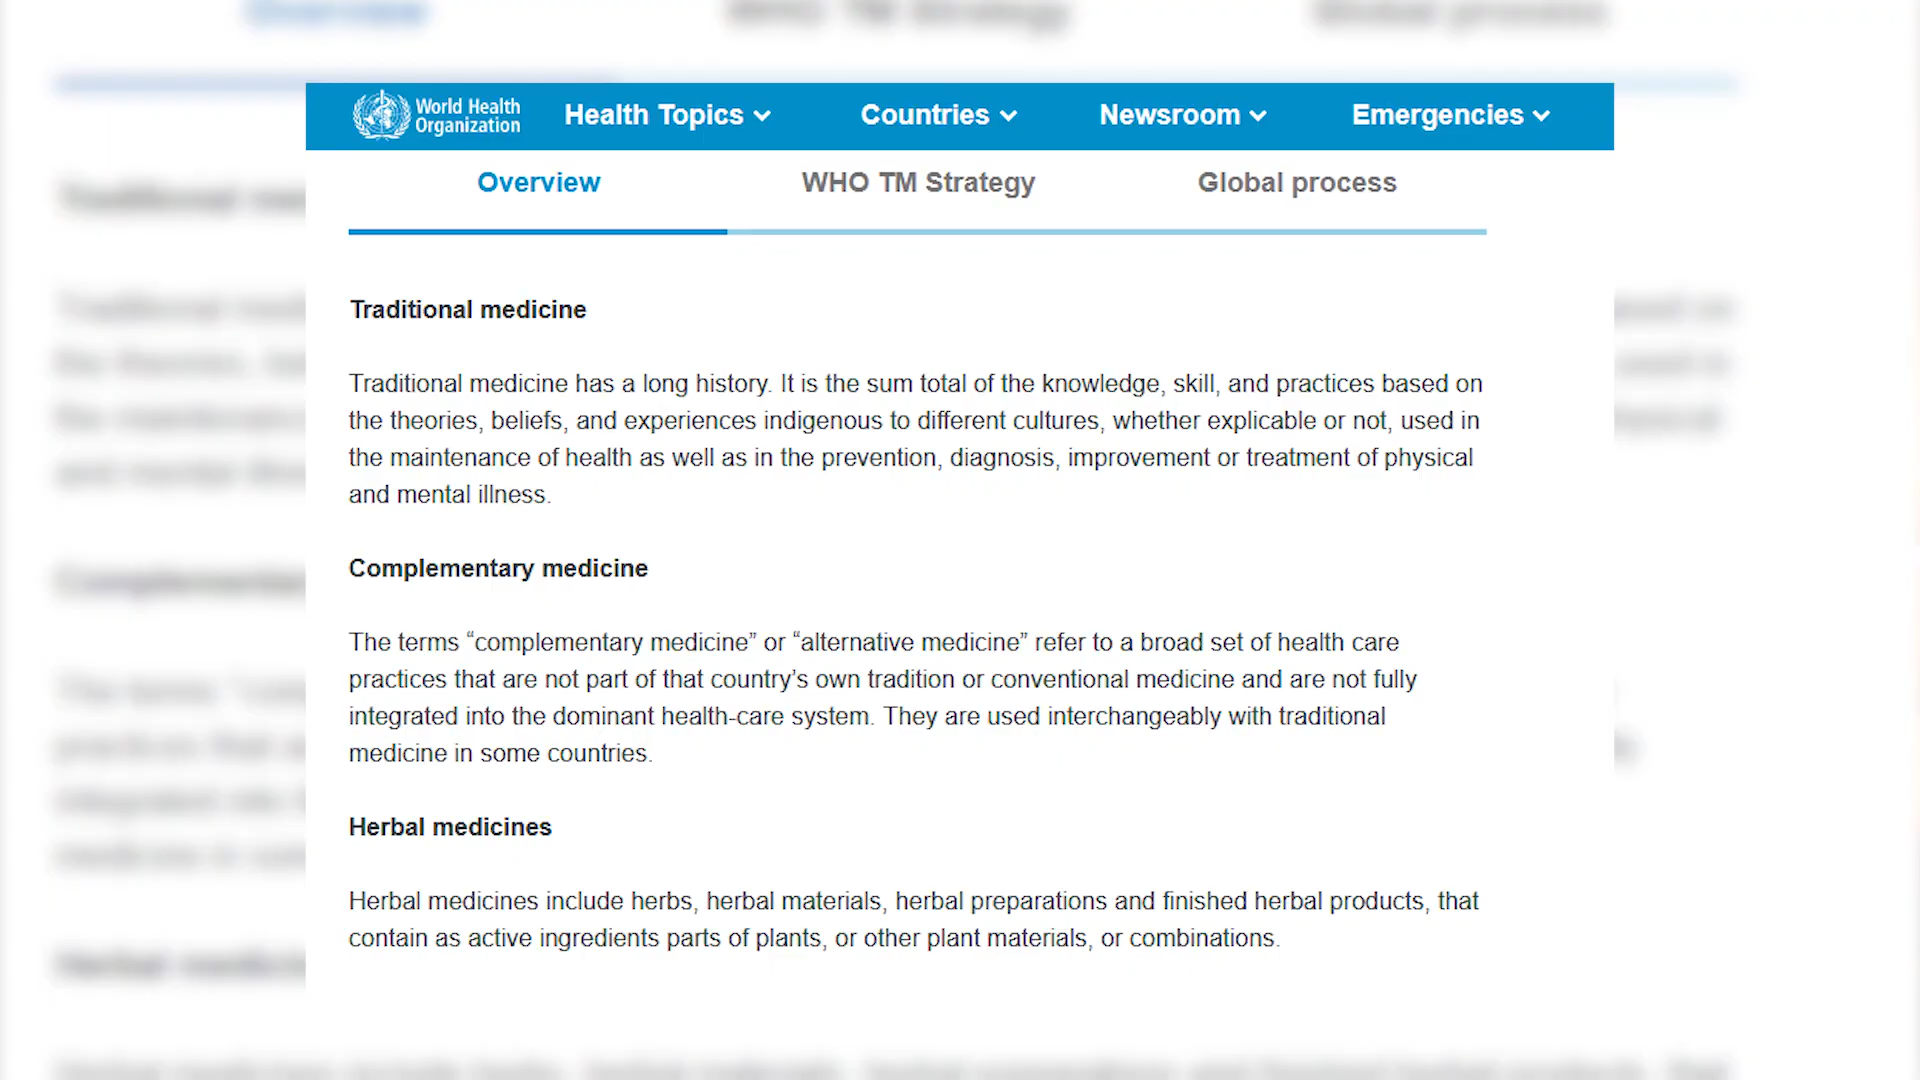 Overview WHO TM Strategy Global process
World Health
Organization
Health Topics Countries Newsroom Emergencies
Overview WHO TM Strategy Global process
Traditional medicine
Traditional medicine has a long history. It is the sum total of the knowledge, skill, and practices based on
the theories, beliefs, and experiences indigenous to different cultures, whether explicable or not, used in
the maintenance of health as well as in the prevention, diagnosis, improvement or treatment of physical
and mental illness.
Complementary medicine
The terms “complementary medicine” or “alternative medicine” refer to a broad set of health care
practices that are not part of that country’s own tradition or conventional medicine and are not fully
integrated into the dominant health-care system. They are used interchangeably with traditional
medicine in some countries.
Herbal medicines
Herbal medicines include herbs, herbal materials, herbal preparations and finished herbal products, that
contain as active ingredients parts of plants, or other plant materials, or combinations.